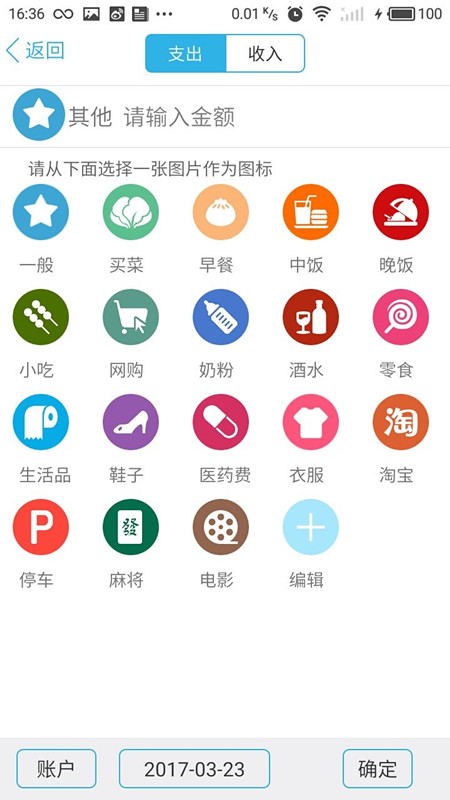 16:36 0.01 K/s 100
返回 支出 收入
其他 请输入金额
请从下面选择一张图片作为图标
一般 买菜 早餐 中饭 晚饭
小吃 网购 奶粉 酒水 零食
淘
生活品 鞋子 医药费 衣服 淘宝
P 發
停车 麻将 电影 编辑
账户 2017-03-23 确定